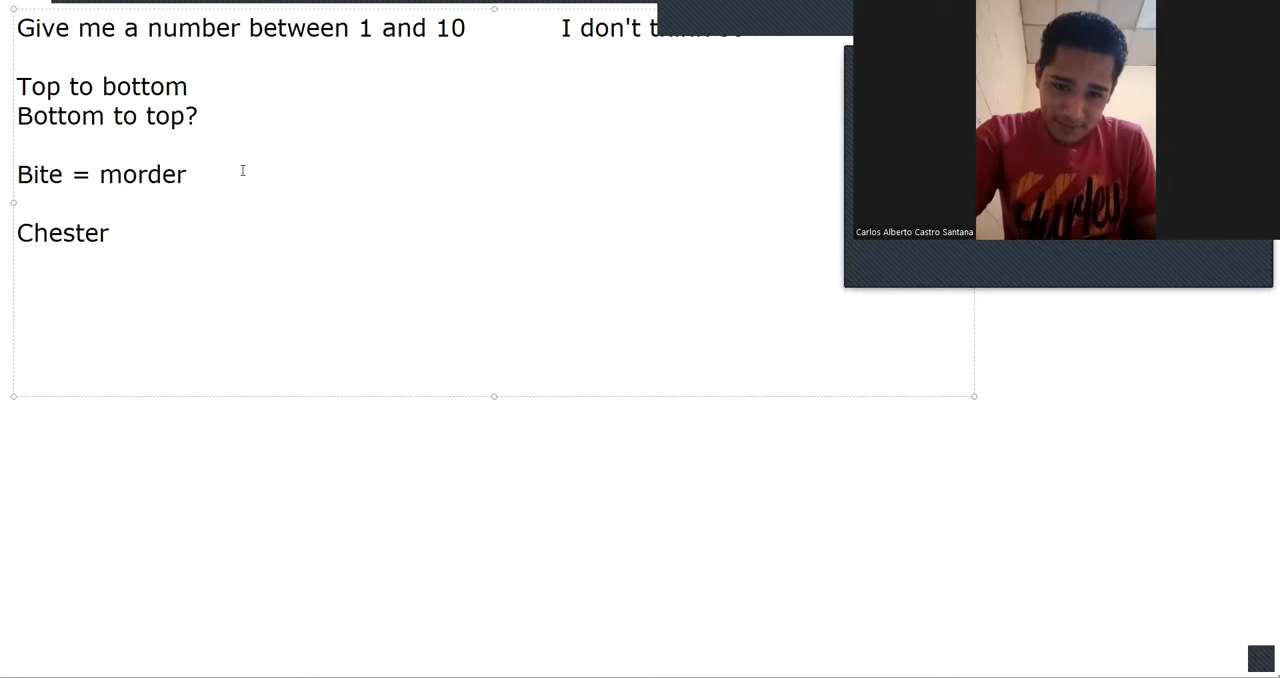 Give me a number between 1 and 10
I don't
Top to bottom
Bottom to top?
Bite = morder
Chester
Carlos Alberto Castro Santana
Hurley